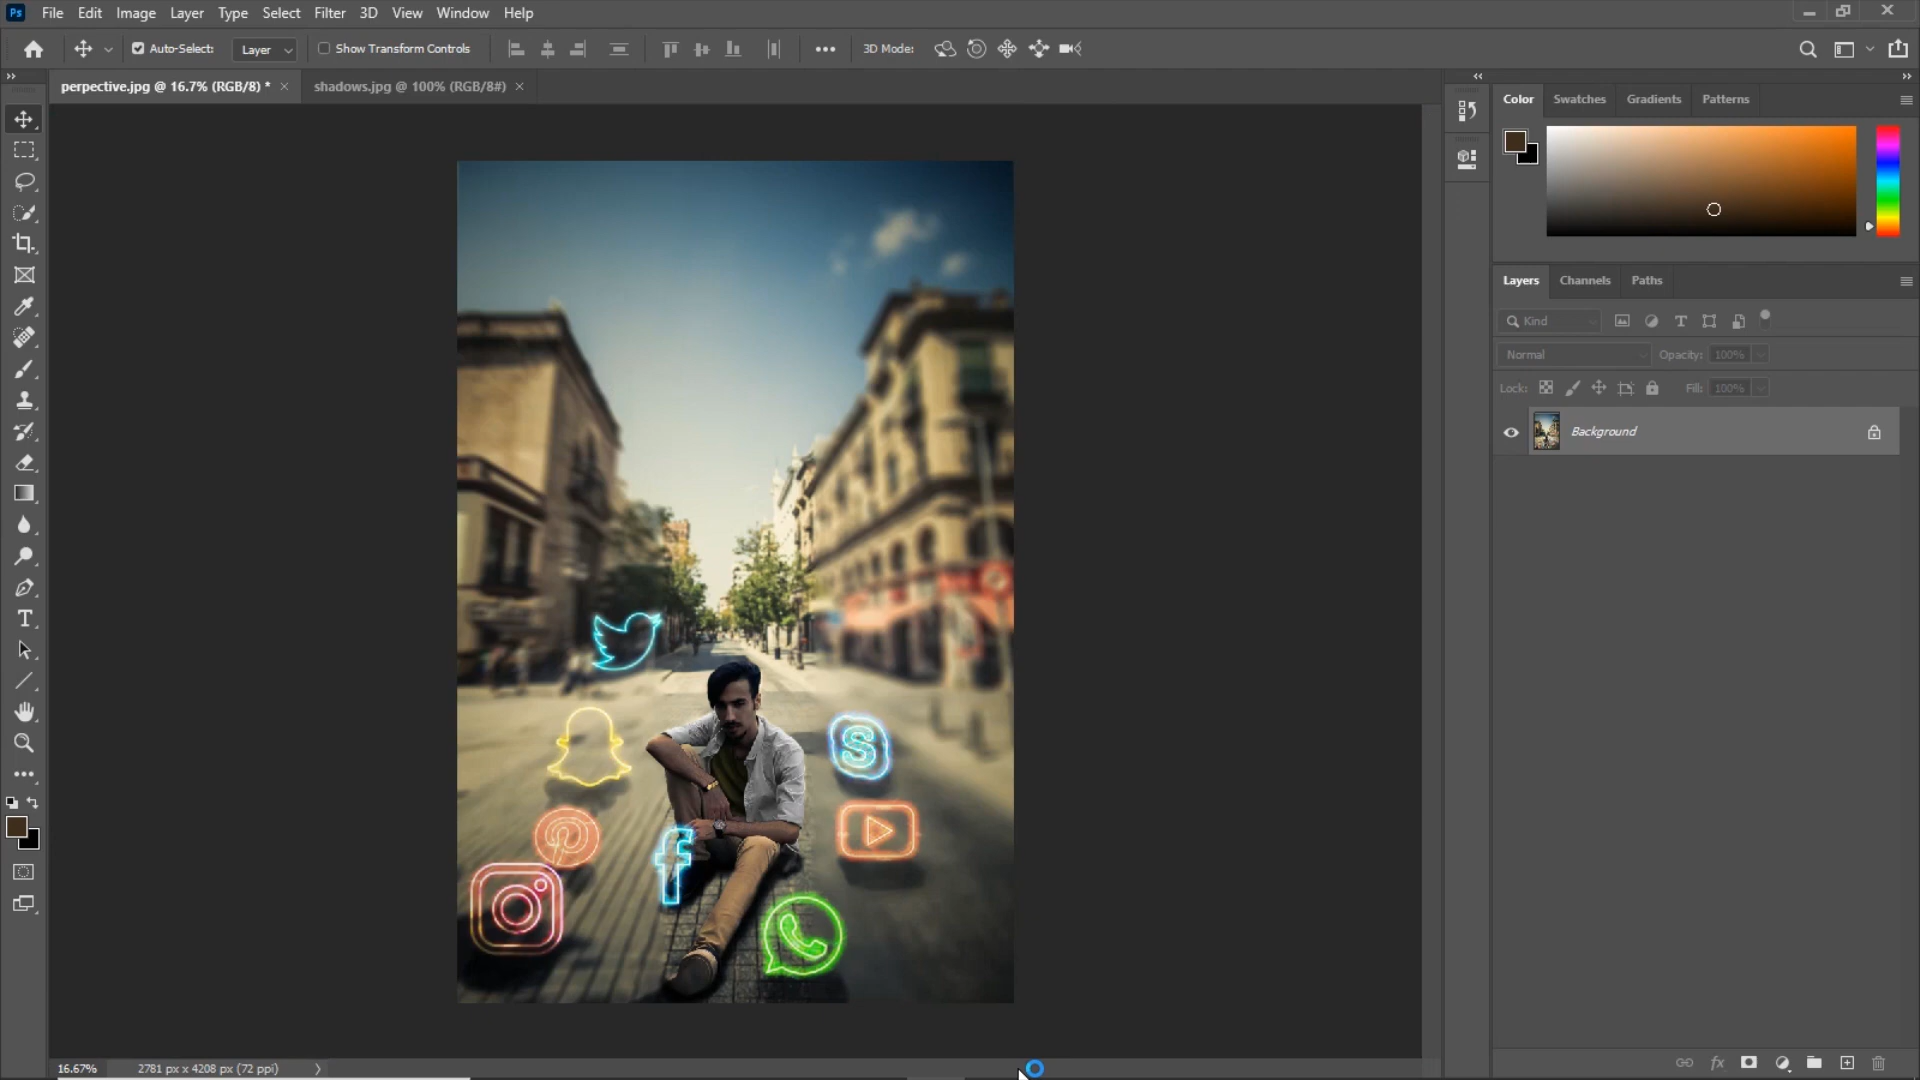 Ps File Edit Image Layer Type Select Filter 3D View Window Help
Auto-Select: Layer Show Transform Controls 3D Mode:
perpective.jpg @ 16.7% (RGB/8) * shadows.jpg @ 100% (RGB/8#)
Color Swatches Gradients Patterns
Layers Channels Paths
Kind
Normal Opacity: 100%
Lock: Fill: 100%
Background
S
f
16.67% 2781 px x 4208 px (72 ppi)